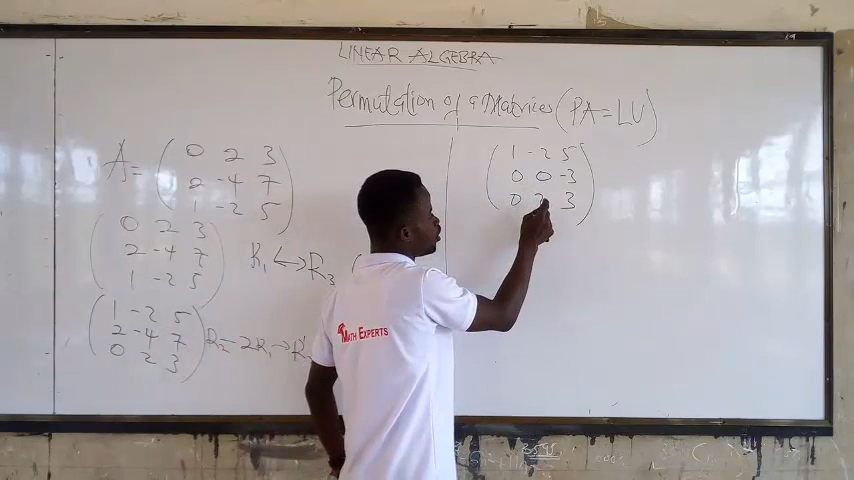 LINEAR ALGEBRA
Permutation of a Matrices (PA=LU)
A = ( 0 2 3
2 -4 7
1 -2 5 )
( 0 2 3
2 -4 7
1 -2 5 ) R₁ ↔ R₃
( 1 -2 5
2 -4 7
0 2 3 ) R₂ - 2R₁ → R
( 1 -2 5
0 0 -3
0 2 3 )
MATH EXPERTS